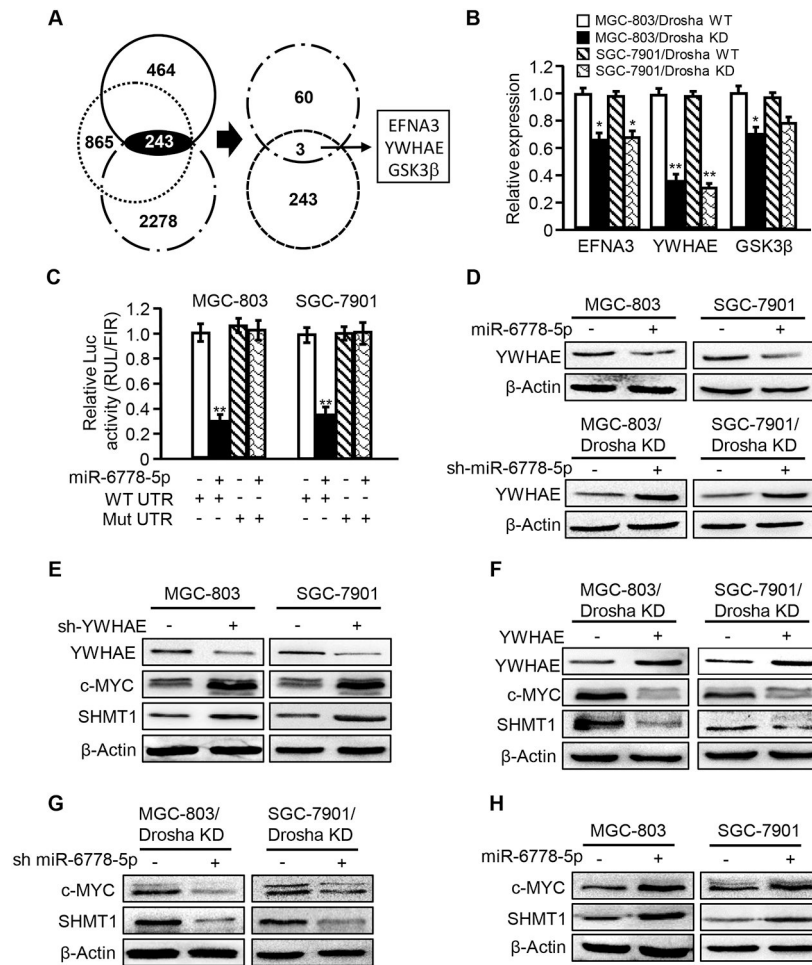 A
464
865
243
2278
60
3
243
EFNA3
YWHAE
GSK3β
B
MGC-803/Drosha WT
MGC-803/Drosha KD
SGC-7901/Drosha WT
SGC-7901/Drosha KD
Relative expression
1.2
1.0
0.8
0.6
0.4
0.2
0
* * ** ** *
EFNA3 YWHAE GSK3β
C
MGC-803 SGC-7901
Relative Luc
activity (RUL/FIR)
1.2
1.0
0.8
0.6
0.4
0.2
0
** **
miR-6778-5p - + - + - + - +
WT UTR + + - - + + - -
Mut UTR - - + + - - + +
D
MGC-803 SGC-7901
miR-6778-5p - + - +
YWHAE
β-Actin
MGC-803/ SGC-7901/
Drosha KD Drosha KD
sh-miR-6778-5p - + - +
YWHAE
β-Actin
E
MGC-803 SGC-7901
sh-YWHAE - + - +
YWHAE
c-MYC
SHMT1
β-Actin
F
MGC-803/ SGC-7901/
Drosha KD Drosha KD
YWHAE - + - +
YWHAE
c-MYC
SHMT1
β-Actin
G
MGC-803/ SGC-7901/
Drosha KD Drosha KD
sh miR-6778-5p - + - +
c-MYC
SHMT1
β-Actin
H
MGC-803 SGC-7901
miR-6778-5p - + - +
c-MYC
SHMT1
β-Actin